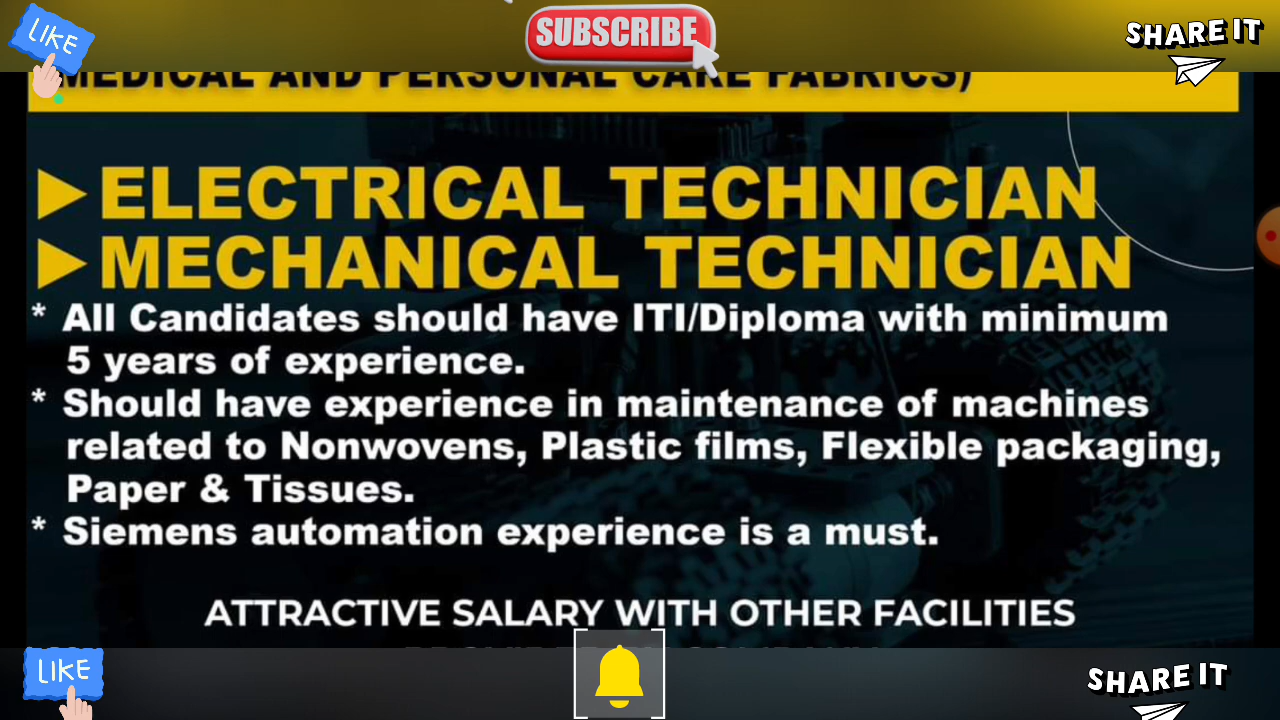 LIKE
SUBSCRIBE
SHARE IT
MEDICAL AND PERSONAL CARE FABRICS)
▶ELECTRICAL TECHNICIAN
▶MECHANICAL TECHNICIAN
* All Candidates should have ITI/Diploma with minimum
5 years of experience.
* Should have experience in maintenance of machines
related to Nonwovens, Plastic films, Flexible packaging,
Paper & Tissues.
* Siemens automation experience is a must.
ATTRACTIVE SALARY WITH OTHER FACILITIES
LIKE
SHARE IT